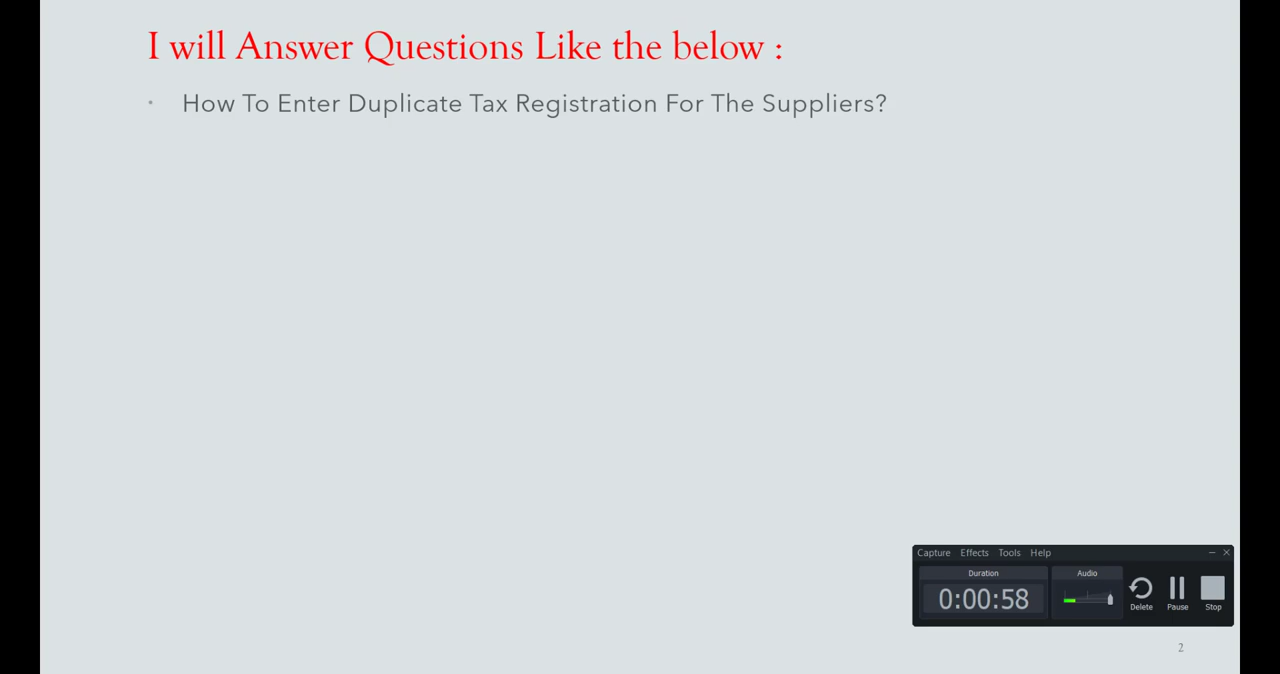 I will Answer Questions Like the below :
• How To Enter Duplicate Tax Registration For The Suppliers?
Capture Effects Tools Help
Duration
Audio
0:00:58
Delete Pause Stop
2